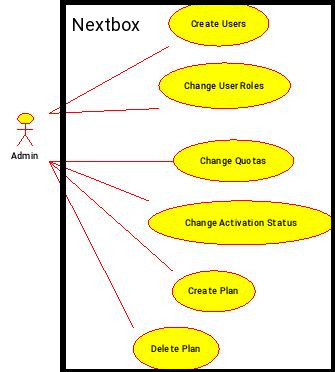 Nextbox
Create Users
Change User Roles
Admin
Change Quotas
Change Activation Status
Create Plan
Delete Plan